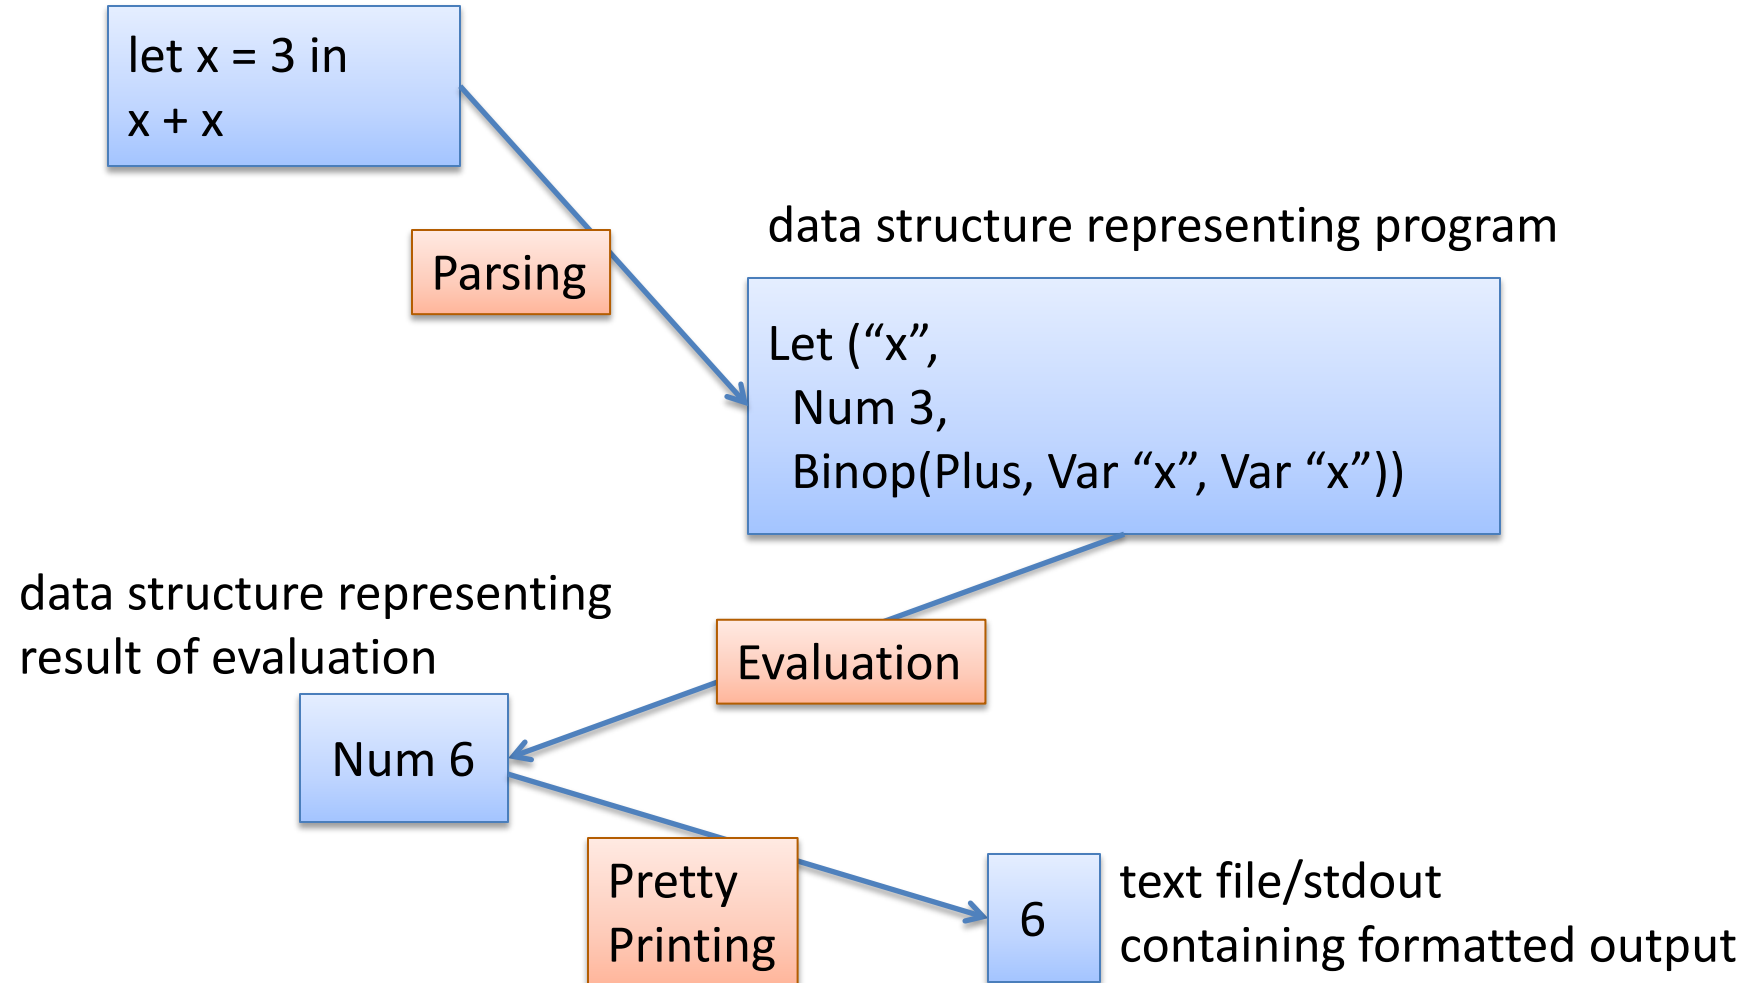 let x = 3 in
x + x
Parsing
data structure representing program
Let (“x”,
Num 3,
Binop(Plus, Var “x”, Var “x”))
Evaluation
data structure representing
result of evaluation
Num 6
Pretty
Printing
6
text file/stdout
containing formatted output